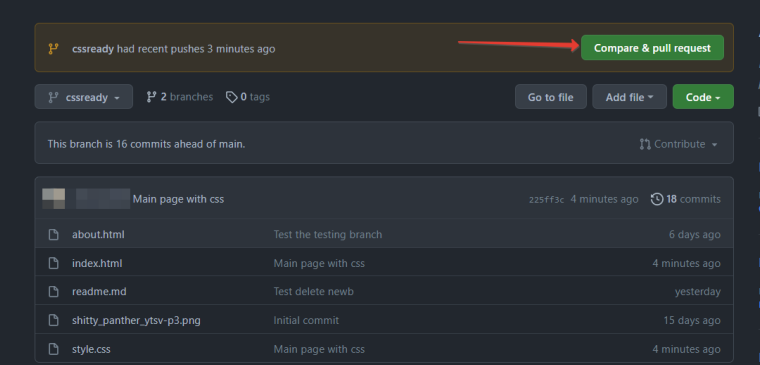 cssready had recent pushes 3 minutes ago Compare & pull request
cssready 2 branches 0 tags Go to file Add file Code
This branch is 16 commits ahead of main. Contribute
Main page with css 225ff3c 4 minutes ago 18 commits
about.html Test the testing branch 6 days ago
index.html Main page with css 4 minutes ago
readme.md Test delete newb yesterday
shitty_panther_ytsv-p3.png Initial commit 15 days ago
style.css Main page with css 4 minutes ago